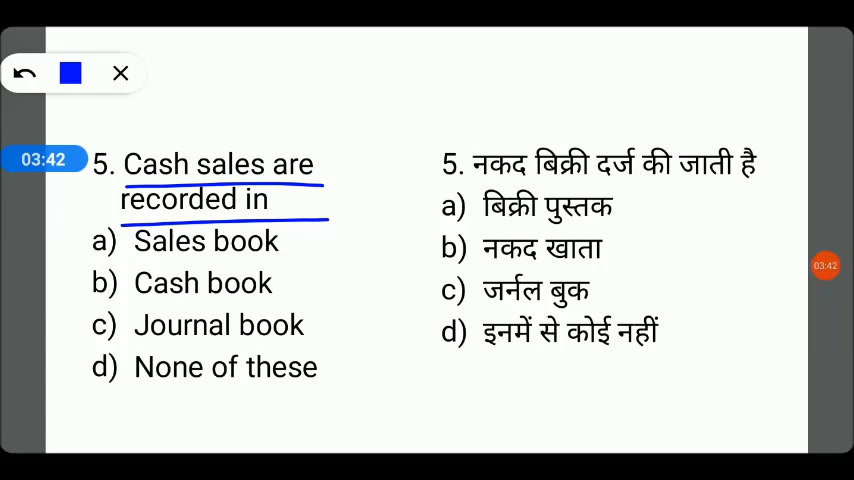 03:42
5. Cash sales are
recorded in
a) Sales book
b) Cash book
c) Journal book
d) None of these
5. नकद बिक्री दर्ज की जाती है
a) बिक्री पुस्तक
b) नकद खाता
c) जर्नल बुक
d) इनमें से कोई नहीं
03:42